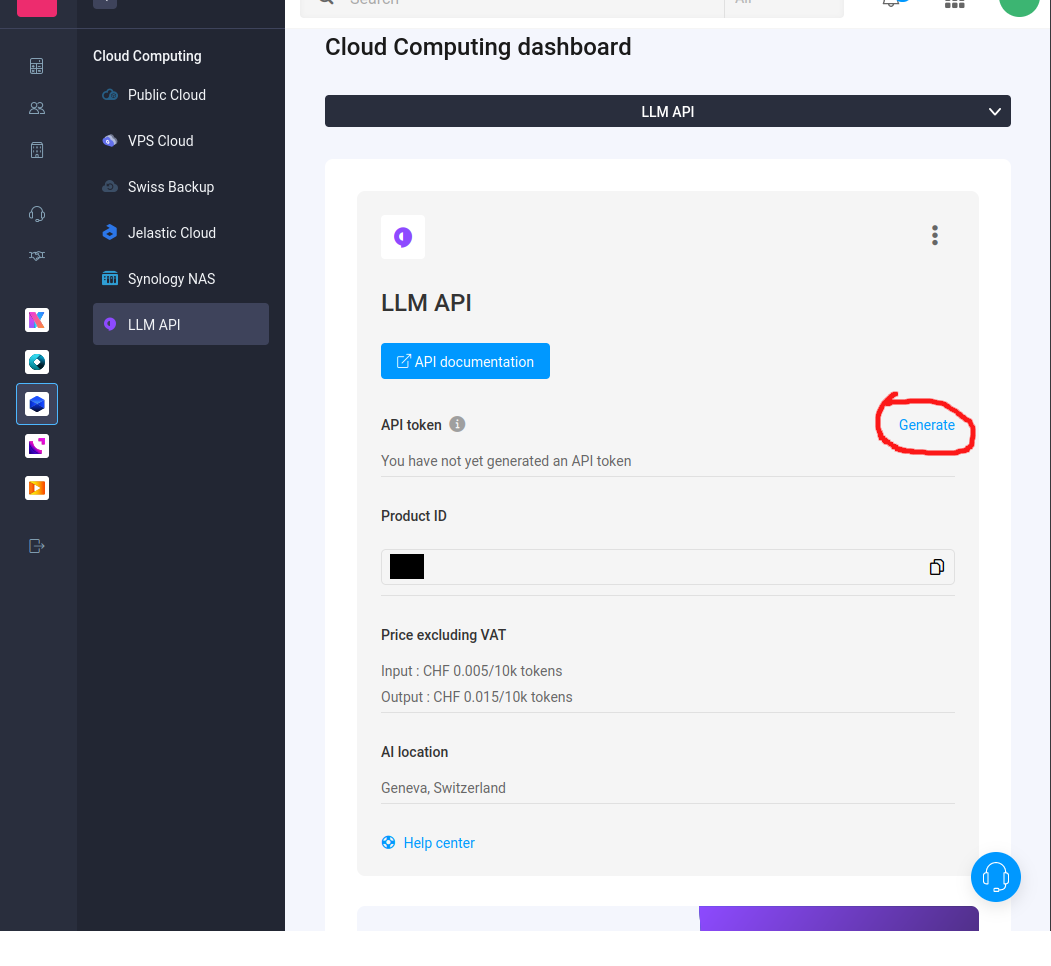 Search
All
Cloud Computing
Public Cloud
VPS Cloud
Swiss Backup
Jelastic Cloud
Synology NAS
LLM API
Cloud Computing dashboard
LLM API
LLM API
API documentation
API token
Generate
You have not yet generated an API token
Product ID
Price excluding VAT
Input : CHF 0.005/10k tokens
Output : CHF 0.015/10k tokens
AI location
Geneva, Switzerland
Help center